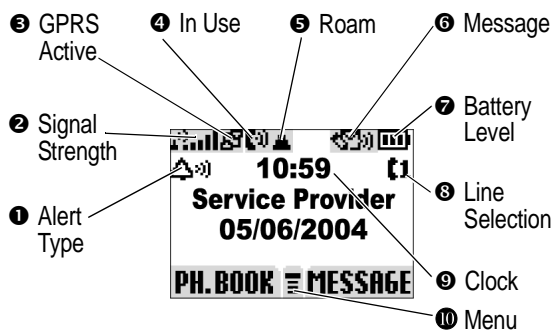 ❸ GPRS Active
❹ In Use
❺ Roam
❻ Message
❷ Signal Strength
❼ Battery Level
10:59
❶ Alert Type
Service Provider
❽ Line Selection
05/06/2004
❾ Clock
PH.BOOK MESSAGE
❿ Menu